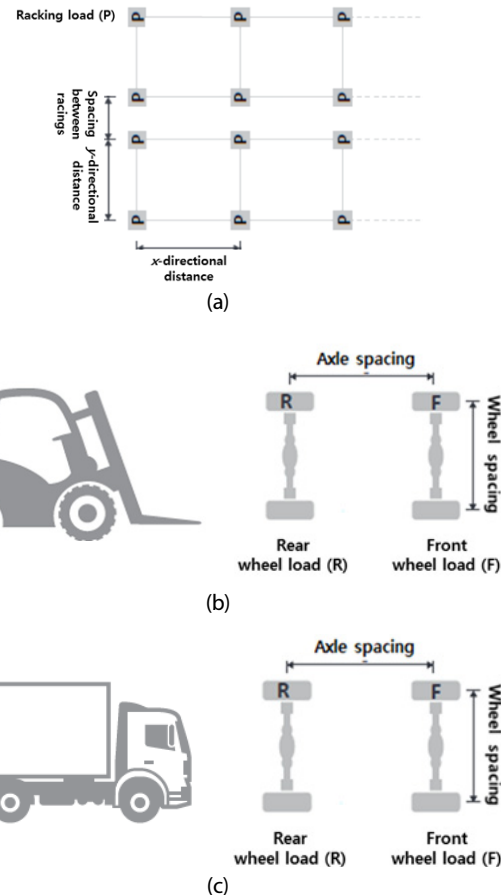 Racking load (P)
P P P
P P P
Spacing
between
racings
P P P
y-directional
distance
P P P
x-directional
distance
(a)
Axle spacing
R F
Wheel spacing
Rear
wheel load (R)
Front
wheel load (F)
(b)
Axle spacing
R F
Wheel spacing
Rear
wheel load (R)
Front
wheel load (F)
(c)